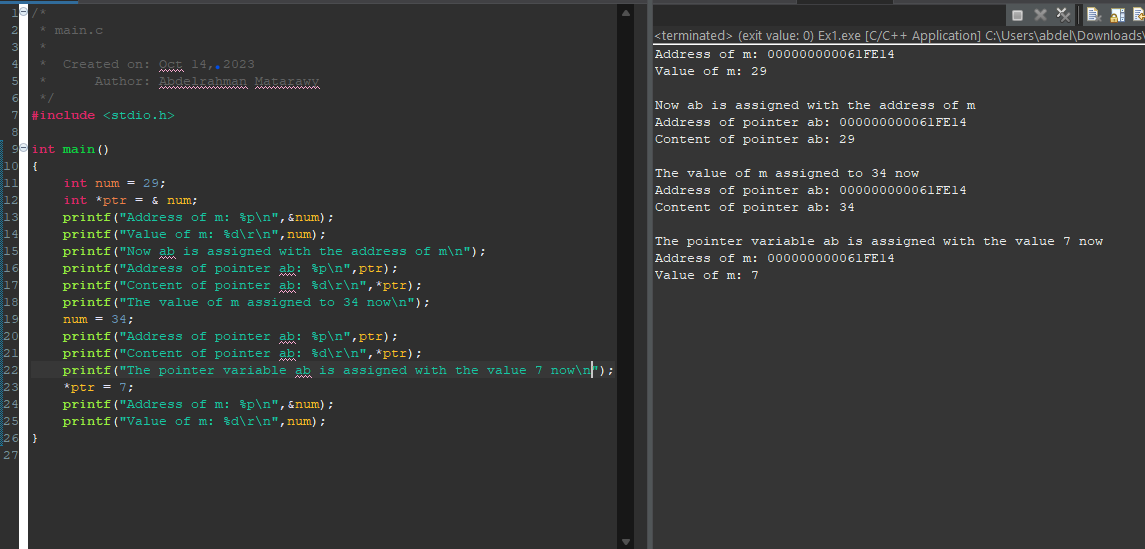 1 /*
2 * main.c
3 *
4 * Created on: Oct 14, 2023
5 * Author: Abdelrahman Matarawy
6 */
7 #include <stdio.h>
8
9 int main()
10 {
11 int num = 29;
12 int *ptr = & num;
13 printf("Address of m: %p\n",&num);
14 printf("Value of m: %d\r\n",num);
15 printf("Now ab is assigned with the address of m\n");
16 printf("Address of pointer ab: %p\n",ptr);
17 printf("Content of pointer ab: %d\r\n",*ptr);
18 printf("The value of m assigned to 34 now\n");
19 num = 34;
20 printf("Address of pointer ab: %p\n",ptr);
21 printf("Content of pointer ab: %d\r\n",*ptr);
22 printf("The pointer variable ab is assigned with the value 7 now\n");
23 *ptr = 7;
24 printf("Address of m: %p\n",&num);
25 printf("Value of m: %d\r\n",num);
26 }
27
<terminated> (exit value: 0) Ex1.exe [C/C++ Application] C:\Users\abdel\Downloads\
Address of m: 000000000061FE14
Value of m: 29
Now ab is assigned with the address of m
Address of pointer ab: 000000000061FE14
Content of pointer ab: 29
The value of m assigned to 34 now
Address of pointer ab: 000000000061FE14
Content of pointer ab: 34
The pointer variable ab is assigned with the value 7 now
Address of m: 000000000061FE14
Value of m: 7